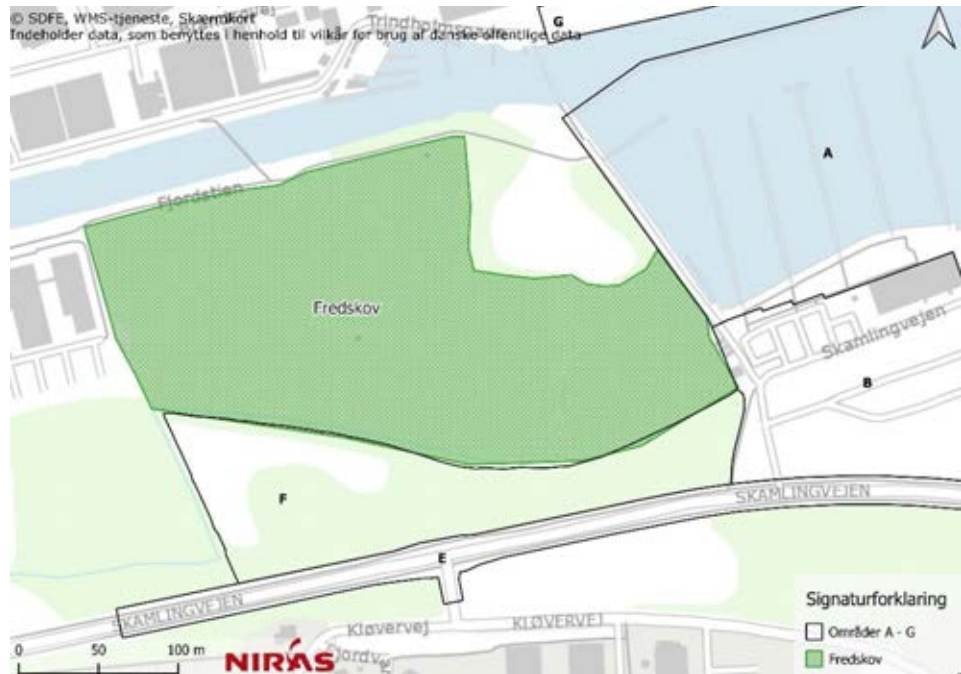 © SDFE, WMS-tjeneste, Skærmkort
Indeholder data, som benyttes i henhold til vilkår for brug af danske offentlige data
G
A
Fjordstien
Fredskov
Skamlingvejen
B
F
SKAMLINGVEJEN
E
SKAMLINGVEJEN
Kløvervej
KLØVERVEJ
Signaturforklaring
Områder A - G
Fredskov
0 50 100 m
NIRAS